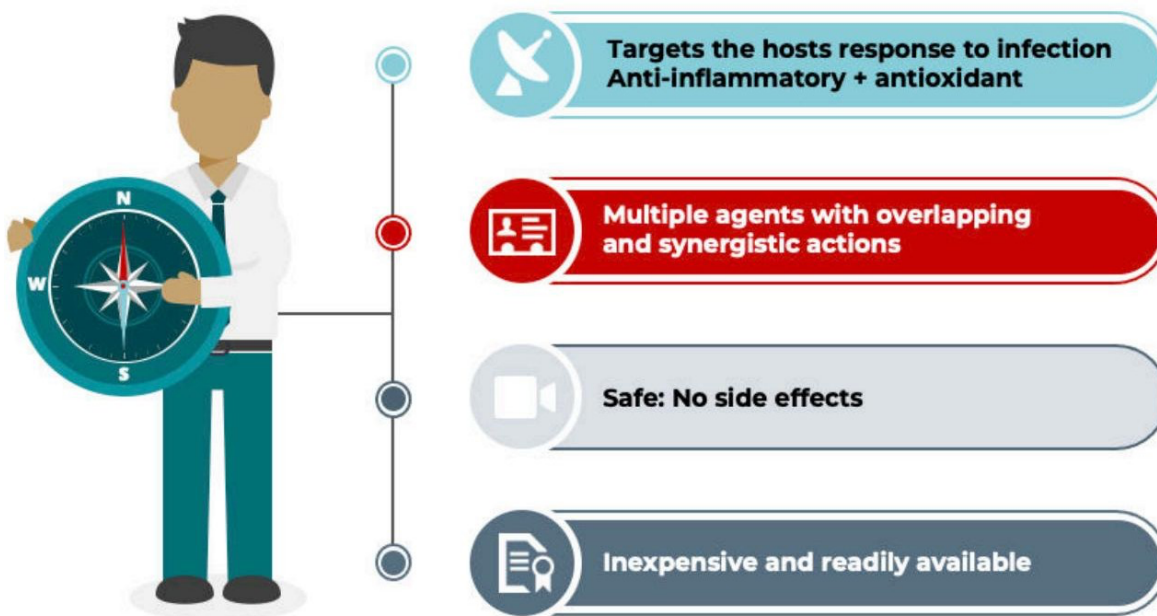 Targets the hosts response to infection
Anti-inflammatory + antioxidant
N
W
S
Multiple agents with overlapping
and synergistic actions
Safe: No side effects
Inexpensive and readily available